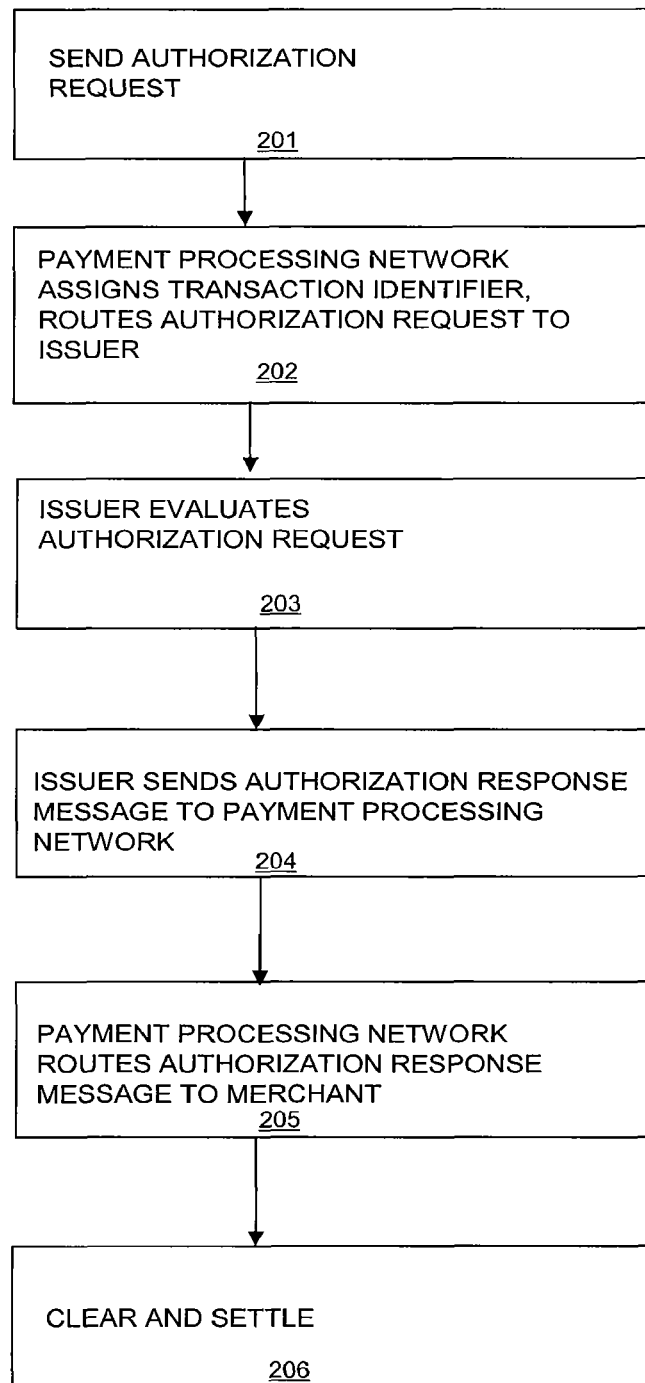 SEND AUTHORIZATION
REQUEST
201
PAYMENT PROCESSING NETWORK
ASSIGNS TRANSACTION IDENTIFIER,
ROUTES AUTHORIZATION REQUEST TO
ISSUER
202
ISSUER EVALUATES
AUTHORIZATION REQUEST
203
ISSUER SENDS AUTHORIZATION RESPONSE
MESSAGE TO PAYMENT PROCESSING
NETWORK
204
PAYMENT PROCESSING NETWORK
ROUTES AUTHORIZATION RESPONSE
MESSAGE TO MERCHANT
205
CLEAR AND SETTLE
206